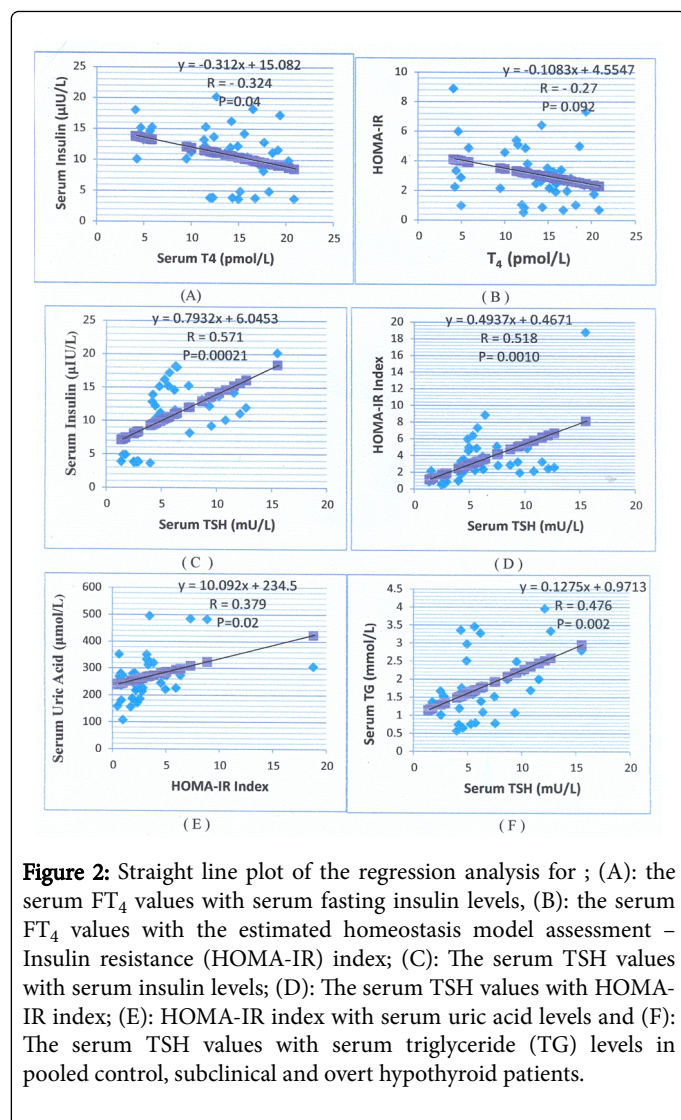 y = -0.312x + 15.082
R = - 0.324
P=0.04
Serum Insulin (µIU/L)
25
20
15
10
5
0
0 5 10 15 20 25
Serum T4 (pmol/L)
(A)
y = -0.1083x + 4.5547
R = - 0.27
P= 0.092
HOMA-IR
10
8
6
4
2
0
0 5 10 15 20 25
T4 (pmol/L)
(B)
y = 0.7932x + 6.0453
R = 0.571
P=0.00021
Serum Insulin (µIU/L)
25
20
15
10
5
0
0 5 10 15 20
Serum TSH (mU/L)
( C )
y = 0.4937x + 0.4671
R = 0.518
P= 0.0010
HOMA-IR Index
20
18
16
14
12
10
8
6
4
2
0
0 5 10 15 20
Serum TSH (mU/L)
( D )
y = 10.092x + 234.5
R = 0.379
P=0.02
Serum Uric Acid (µmol/L)
600
500
400
300
200
100
0
0 5 10 15 20
HOMA-IR Index
( E )
y = 0.1275x + 0.9713
R = 0.476
P= 0.002
Serum TG (mmol/L)
4.5
4
3.5
3
2.5
2
1.5
1
0.5
0
0 5 10 15 20
Serum TSH (mU/L)
( F )
Figure 2: Straight line plot of the regression analysis for ; (A): the
serum FT4 values with serum fasting insulin levels, (B): the serum
FT4 values with the estimated homeostasis model assessment –
Insulin resistance (HOMA-IR) index; (C): The serum TSH values
with serum insulin levels; (D): The serum TSH values with HOMA-
IR index; (E): HOMA-IR index with serum uric acid levels and (F):
The serum TSH values with serum triglyceride (TG) levels in
pooled control, subclinical and overt hypothyroid patients.